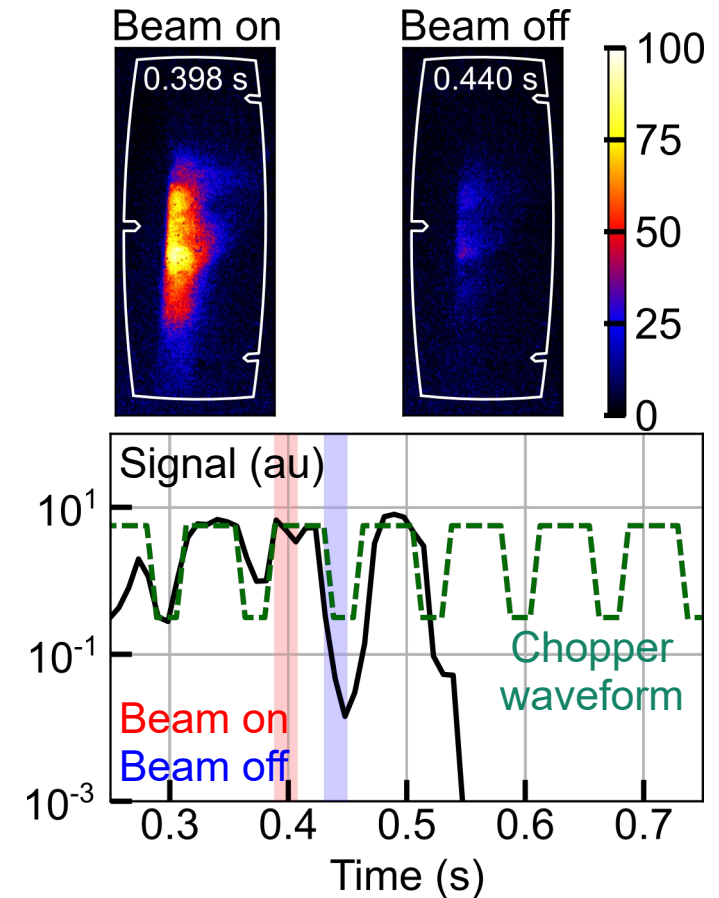 Beam on
Beam off
0.398 s
0.440 s
100
75
50
25
0
Signal (au)
10¹
10⁻¹
10⁻³
Chopper
waveform
Beam on
Beam off
0.3 0.4 0.5 0.6 0.7
Time (s)